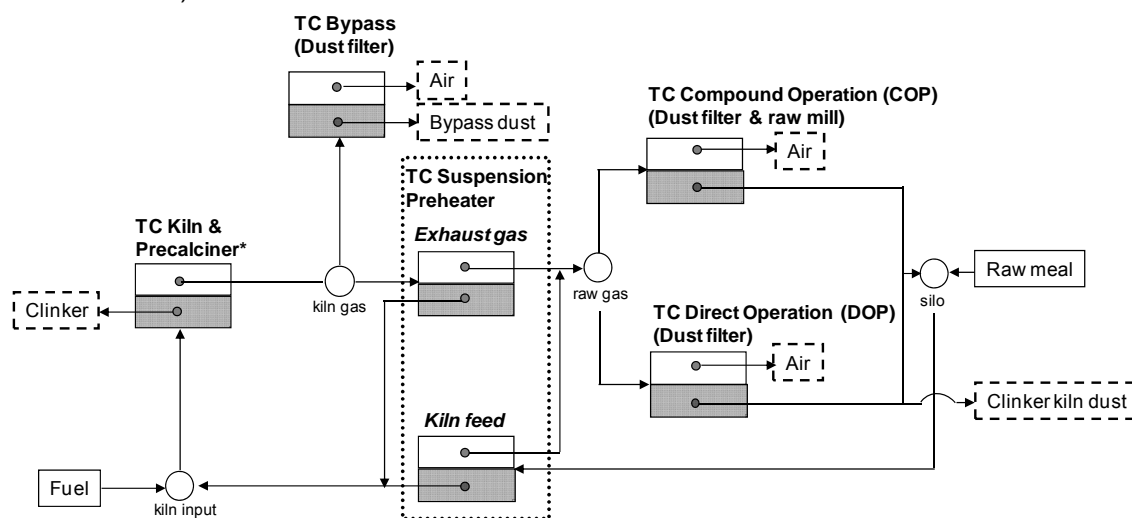 TC Bypass
(Dust filter)
Air
Bypass dust
TC Compound Operation (COP)
(Dust filter & raw mill)
Air
TC Suspension
Preheater
Exhaust gas
TC Kiln &
Precalciner*
Clinker
kiln gas
raw gas
Raw meal
silo
TC Direct Operation (DOP)
(Dust filter)
Air
Clinker kiln dust
Kiln feed
Fuel
kiln input